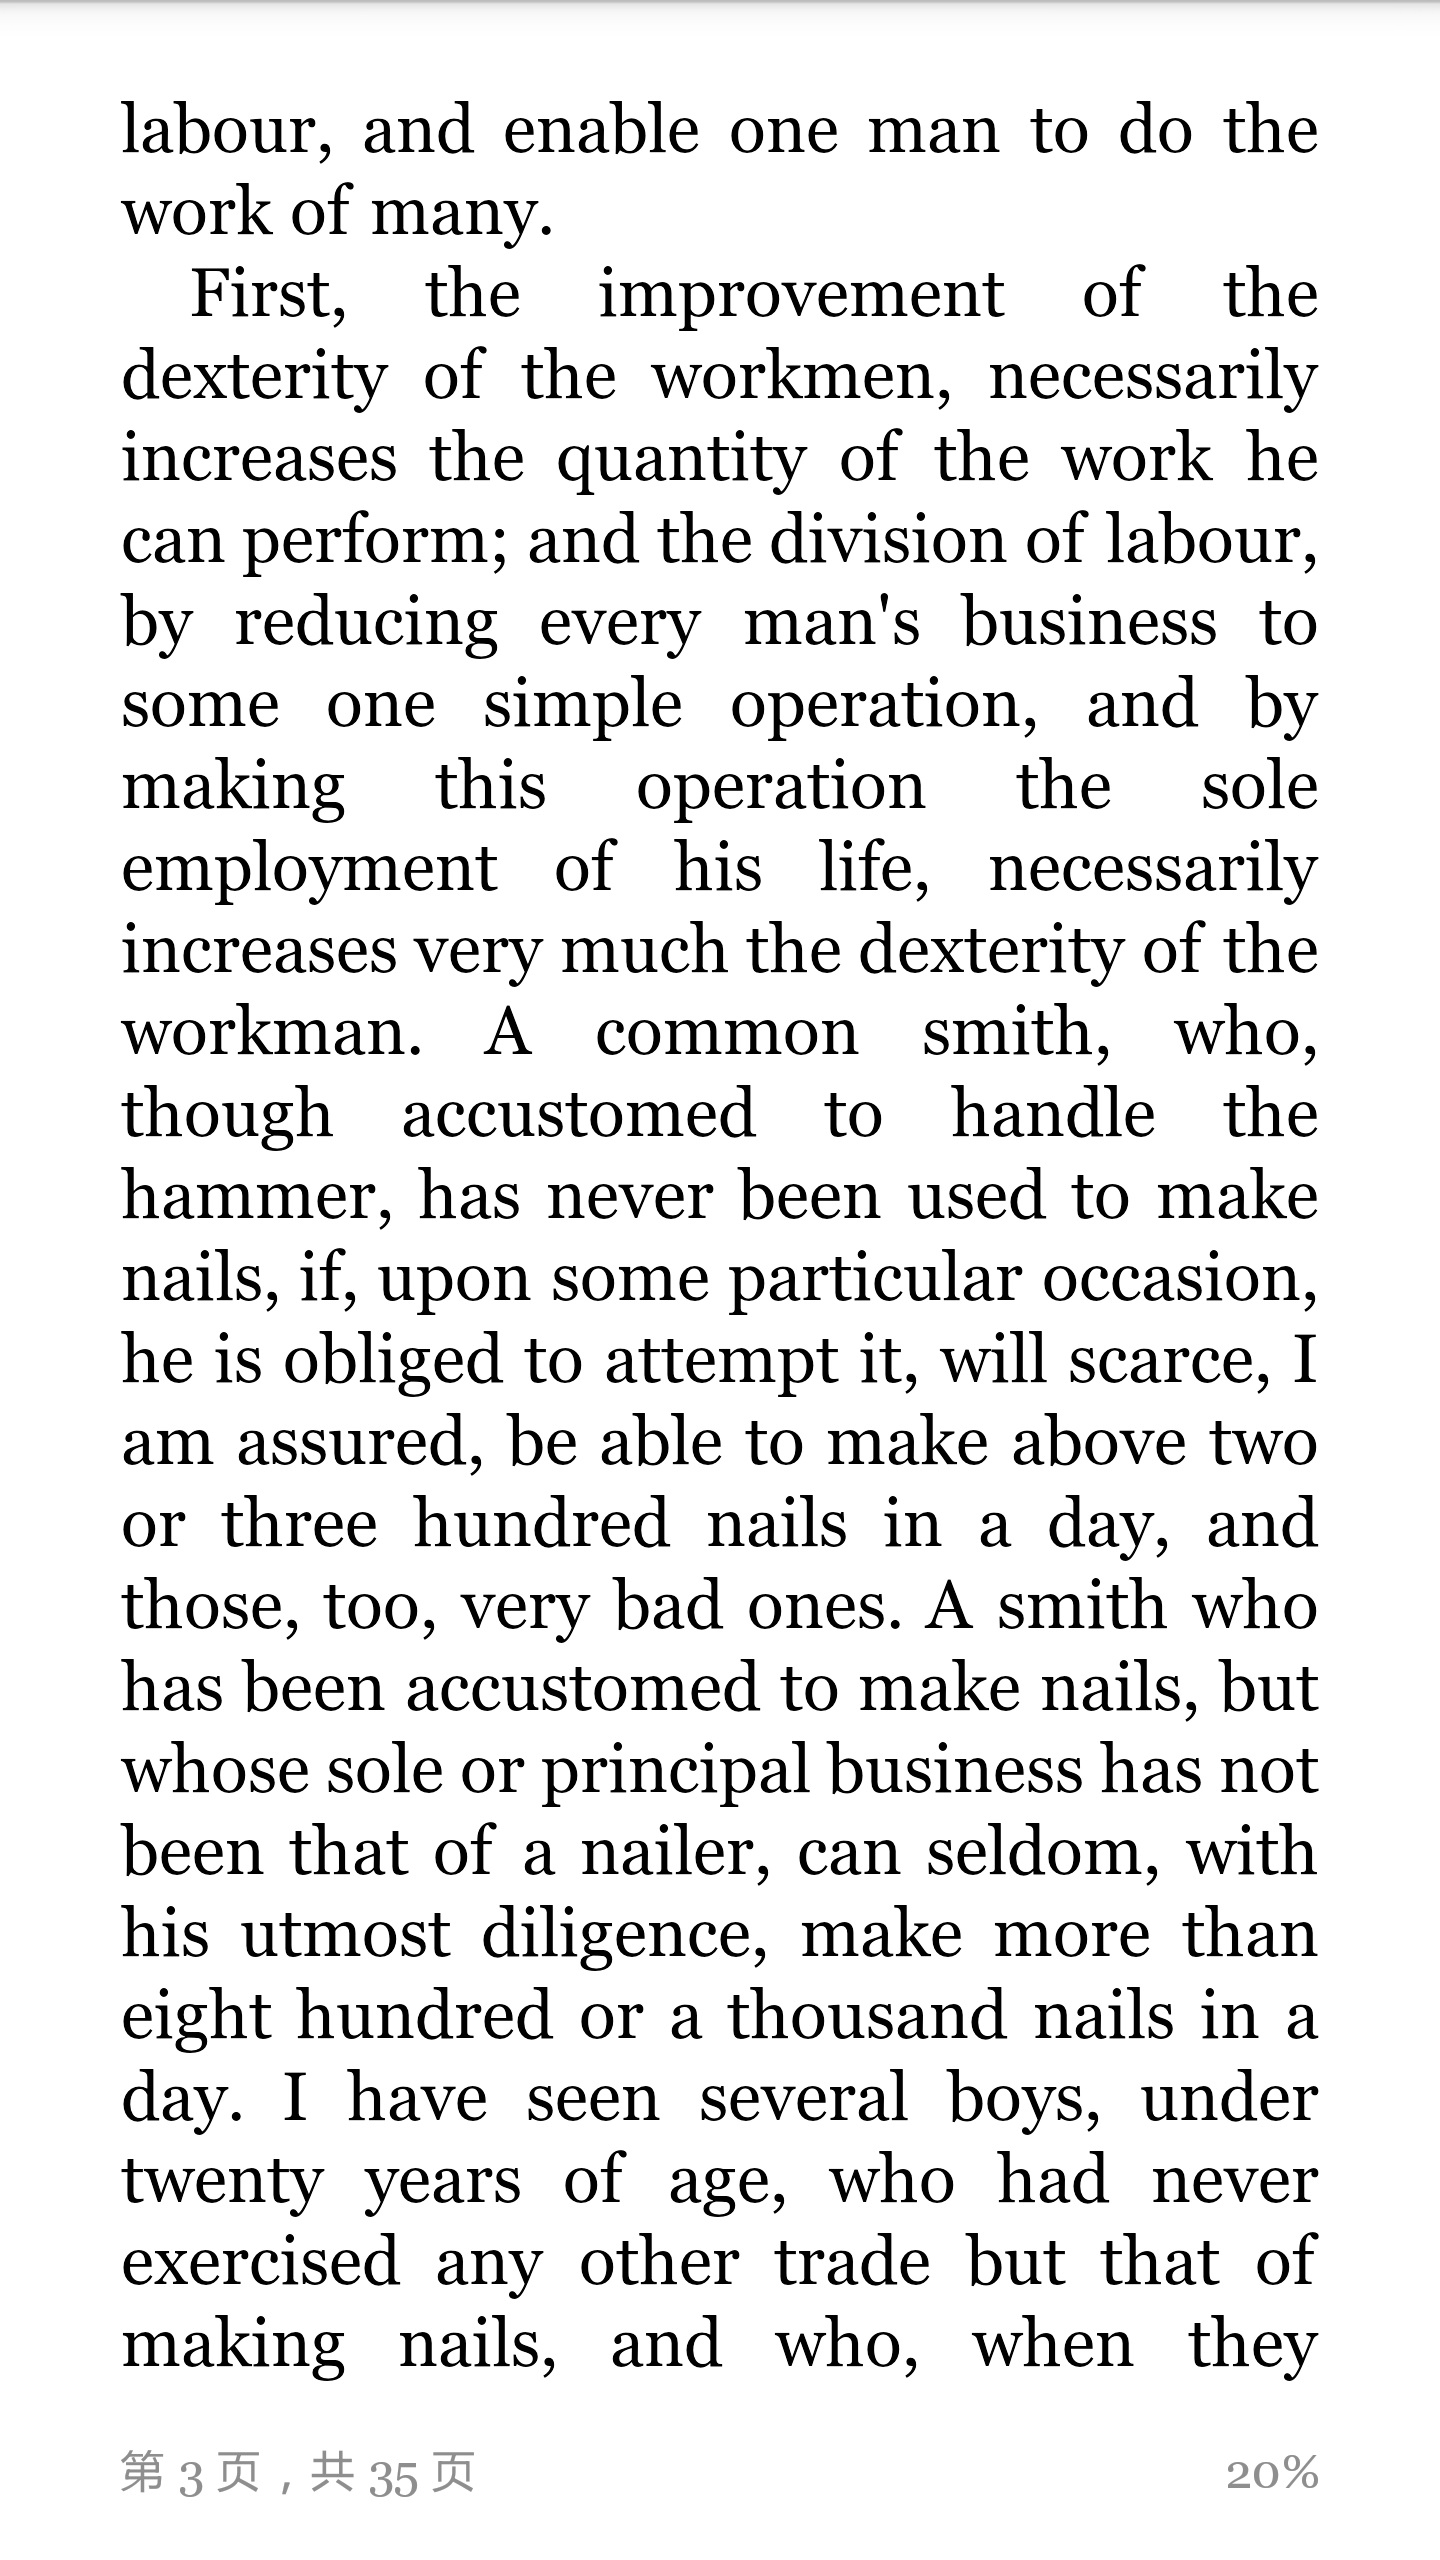 labour, and enable one man to do the
work of many.
First, the improvement of the
dexterity of the workmen, necessarily
increases the quantity of the work he
can perform; and the division of labour,
by reducing every man's business to
some one simple operation, and by
making this operation the sole
employment of his life, necessarily
increases very much the dexterity of the
workman. A common smith, who,
though accustomed to handle the
hammer, has never been used to make
nails, if, upon some particular occasion,
he is obliged to attempt it, will scarce, I
am assured, be able to make above two
or three hundred nails in a day, and
those, too, very bad ones. A smith who
has been accustomed to make nails, but
whose sole or principal business has not
been that of a nailer, can seldom, with
his utmost diligence, make more than
eight hundred or a thousand nails in a
day. I have seen several boys, under
twenty years of age, who had never
exercised any other trade but that of
making nails, and who, when they
第 3 页，共 35 页 20%